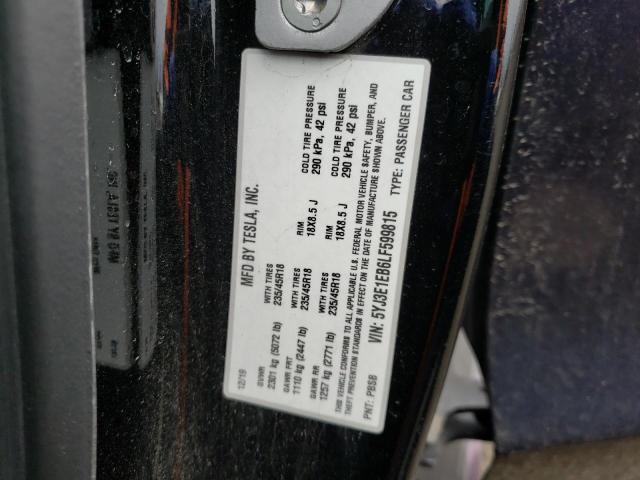 12/19 MFD BY TESLA, INC.
GVWR WITH TIRES RIM COLD TIRE PRESSURE
2301 kg (5072 lb) 235/45R18 18X8.5 J 290 kPa, 42 psi
GAWR FRT WITH TIRES RIM COLD TIRE PRESSURE
1110 kg (2447 lb) 235/45R18 18X8.5 J 290 kPa, 42 psi
GAWR RR WITH TIRES
1257 kg (2771 lb) 235/45R18
THIS VEHICLE CONFORMS TO ALL APPLICABLE U.S. FEDERAL MOTOR VEHICLE SAFETY, BUMPER, AND
THEFT PREVENTION STANDARDS IN EFFECT ON THE DATE OF MANUFACTURE SHOWN ABOVE.
PNT: PBSB VIN: 5YJ3E1EB6LF599815 TYPE: PASSENGER CAR